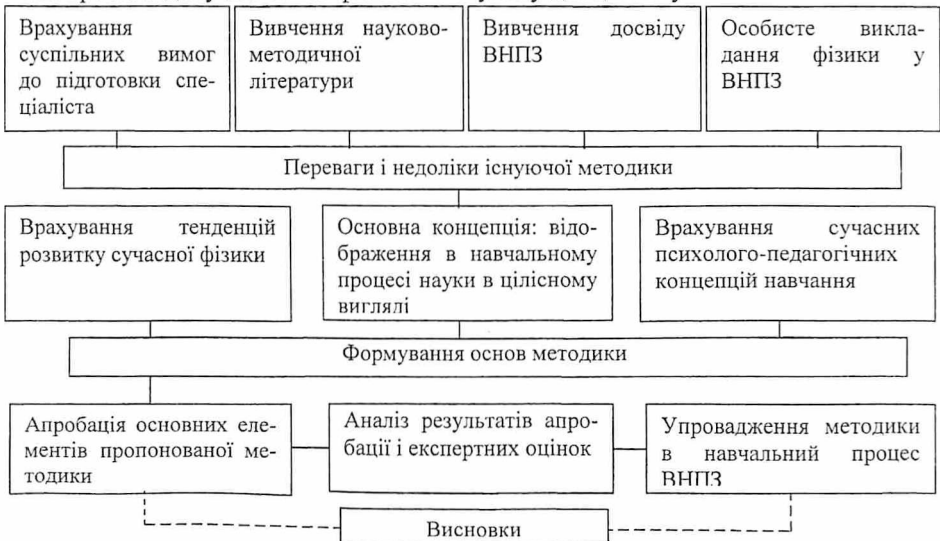 Врахування
суспільних вимог
до підготовки спе-
ціаліста
Вивчення науково-
методичної
літератури
Вивчення досвіду
ВНПЗ
Особисте викла-
дання фізики у
ВНПЗ
Переваги і недоліки існуючої методики
Врахування тенденцій
розвитку сучасної фізики
Основна концепція: відо-
браження в навчальному
процесі науки в цілісному
вигляді
Врахування сучасних
психолого-педагогічних
концепцій навчання
Формування основ методики
Апробація основних еле-
ментів пропонованої ме-
тодики
Аналіз результатів апро-
бації і експертних оцінок
Упровадження методики
в навчальний процес
ВНПЗ
Висновки